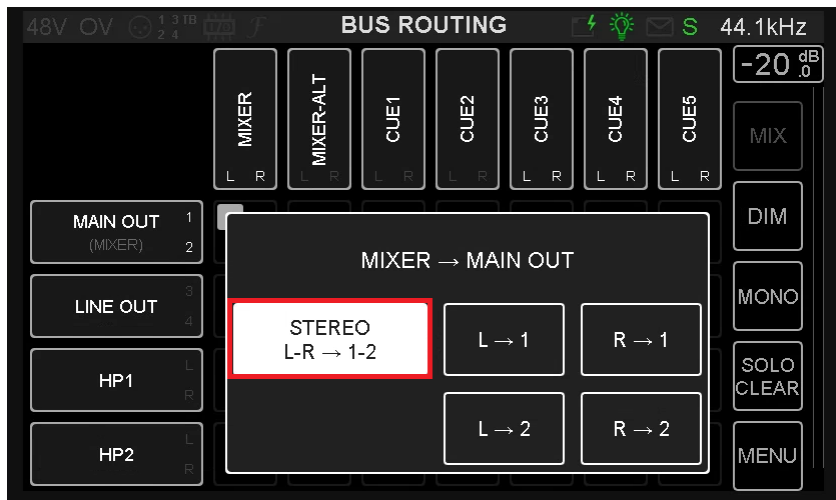 48V OV 1 3 TB 2 4 BUS ROUTING S 44.1kHz
-20 dB .0
MIXER
L R
MIXER-ALT
L R
CUE1
L R
CUE2
L R
CUE3
L R
CUE4
L R
CUE5
L R
MIX
MAIN OUT 1
(MIXER) 2
DIM
MIXER → MAIN OUT
LINE OUT 3
4
MONO
STEREO
L-R → 1-2
L → 1
R → 1
HP1 L
R
SOLO
CLEAR
L → 2
R → 2
HP2 L
R
MENU